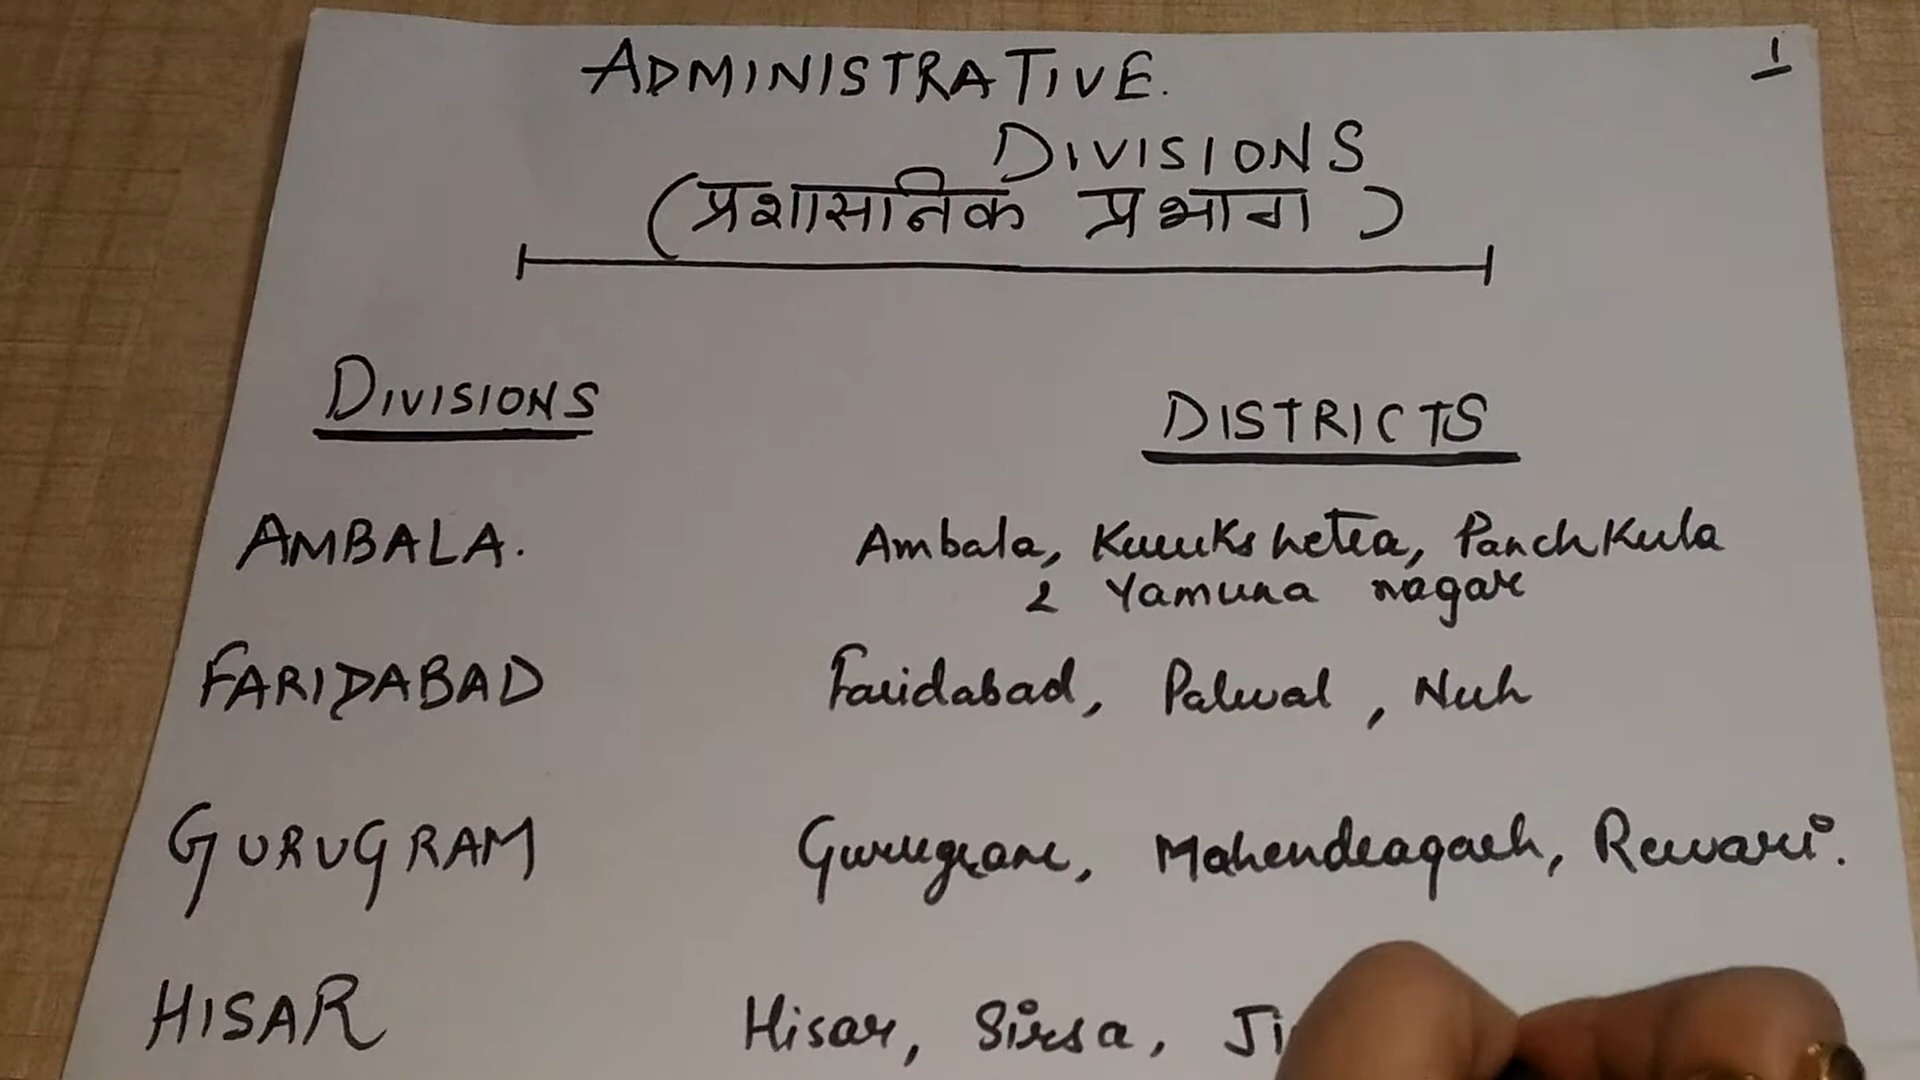 1
ADMINISTRATIVE.
DIVISIONS
(प्रशासनिक प्रभाग)
DIVISIONS DISTRICTS
AMBALA. Ambala, Kurukshetra, PanchKula
& Yamuna nagar
FARIDABAD Faridabad, Palwal, Nuh
GURUGRAM Gurugram, Mahendragarh, Rewari.
HISAR Hisar, Sirsa, Ji